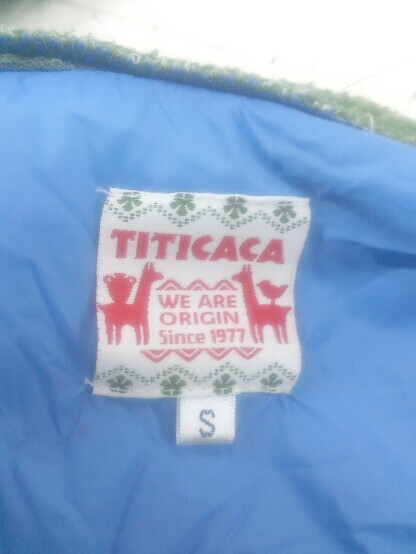 TITICACA
WE ARE
ORIGIN
Since 1977
S